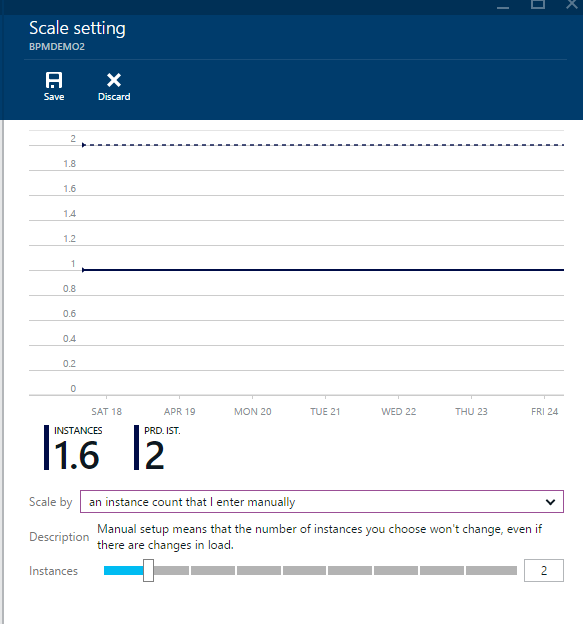 Scale setting
BPMDEMO2
Save Discard
2
1.8
1.6
1.4
1.2
1
0.8
0.6
0.4
0.2
0
SAT 18 APR 19 MON 20 TUE 21 WED 22 THU 23 FRI 24
INSTANCES PRD. IST.
1.6 2
Scale by an instance count that I enter manually
Description Manual setup means that the number of instances you choose won't change, even if
there are changes in load.
Instances 2